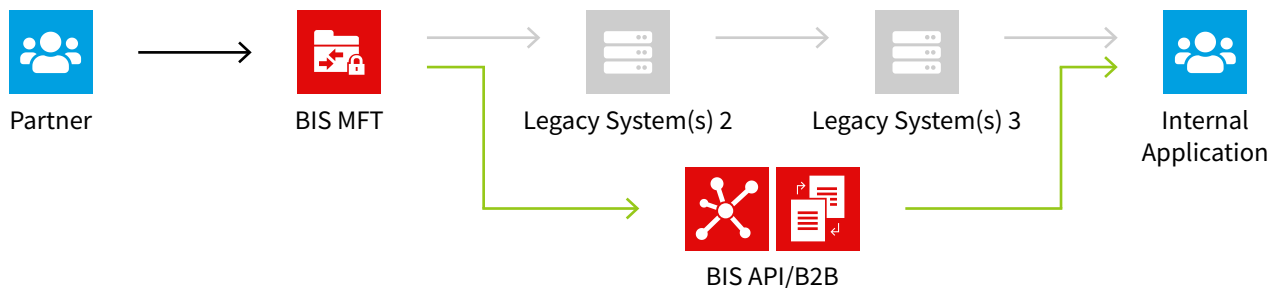 Partner
BIS MFT
Legacy System(s) 2
Legacy System(s) 3
Internal
Application
BIS API/B2B